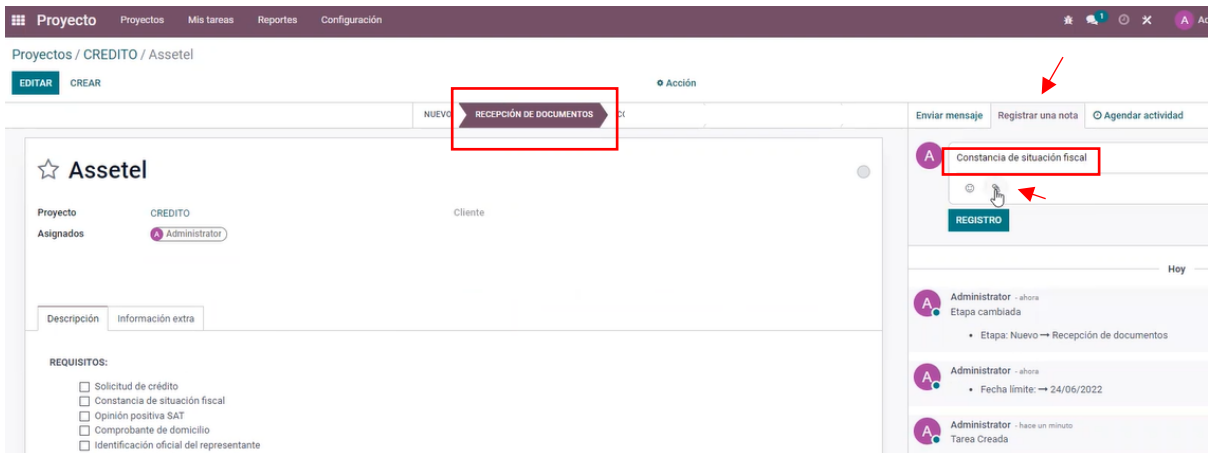 Proyecto Proyectos Mis tareas Reportes Configuración 1 A
Proyectos / CREDITO / Assetel
EDITAR CREAR Acción
NUEVO RECEPCIÓN DE DOCUMENTOS
Enviar mensaje Registrar una nota Agendar actividad
Assetel
A Constancia de situación fiscal
Proyecto CREDITO Cliente
Asignados A Administrator
REGISTRO
Hoy
Descripción Información extra
A Administrator - ahora
Etapa cambiada
• Etapa: Nuevo → Recepción de documentos
REQUISITOS:
Solicitud de crédito
Constancia de situación fiscal
Opinión positiva SAT
Comprobante de domicilio
Identificación oficial del representante
A Administrator - ahora
• Fecha límite: → 24/06/2022
A Administrator - hace un minuto
Tarea Creada